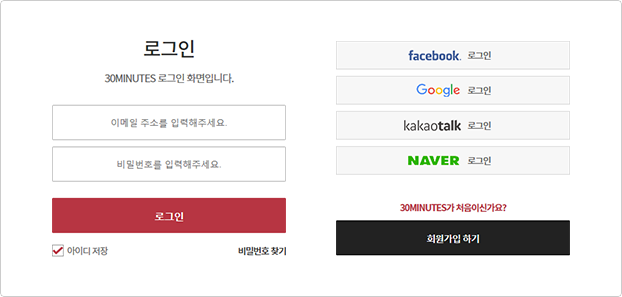 로그인
30MINUTES 로그인 화면입니다.
이메일 주소를 입력해주세요.
비밀번호를 입력해주세요.
로그인
아이디 저장
비밀번호 찾기
facebook. 로그인
Google 로그인
kakaotalk 로그인
NAVER 로그인
30MINUTES가 처음이신가요?
회원가입 하기